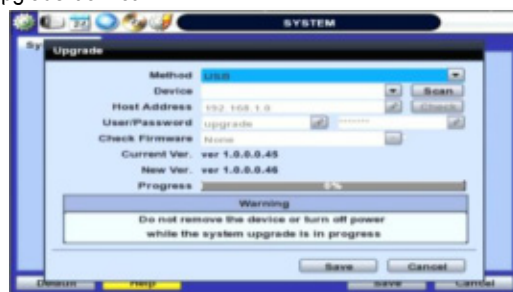 SYSTEM
Upgrade
Method USB
Device Scan
Host Address 192.168.1.0 Check
User/Password upgrade *******
Check Firmware None
Current Ver. ver 1.0.0.0.45
New Ver. ver 1.0.0.0.46
Progress 0%
Warning
Do not remove the device or turn off power
while the system upgrade is in progress
Save Cancel
Default Help Save Cancel